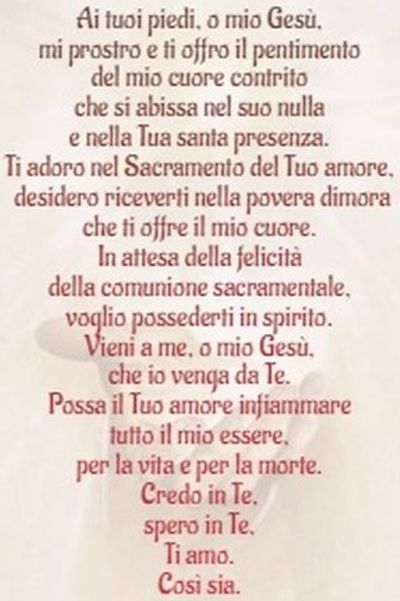 Ai tuoi piedi, o mio Gesù,
mi prostro e ti offro il pentimento
del mio cuore contrito
che si abissa nel suo nulla
e nella Tua santa presenza.
Ti adoro nel Sacramento del Tuo amore,
desidero riceverti nella povera dimora
che ti offre il mio cuore.
In attesa della felicità
della comunione sacramentale,
voglio possederti in spirito.
Vieni a me, o mio Gesù,
che io venga da Te.
Possa il Tuo amore infiammare
tutto il mio essere,
per la vita e per la morte.
Credo in Te,
spero in Te,
Ti amo.
Così sia.